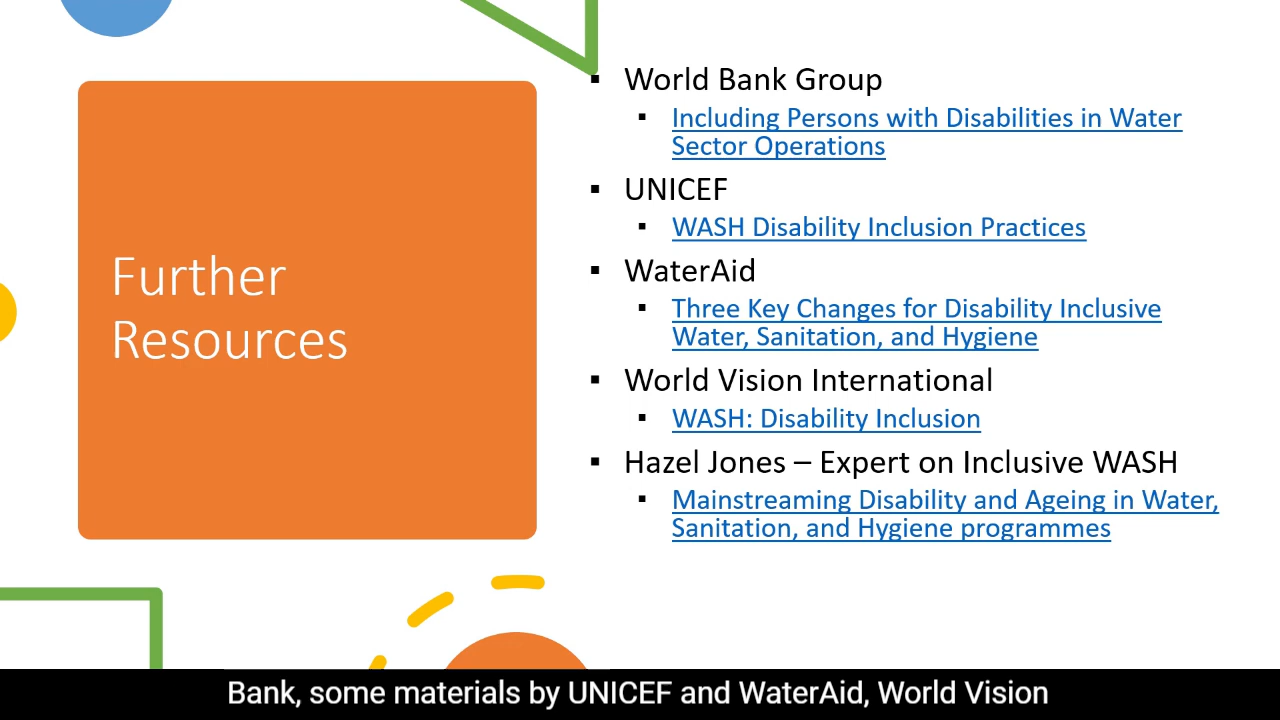 Further
Resources
▪ World Bank Group
▪ Including Persons with Disabilities in Water
Sector Operations
▪ UNICEF
▪ WASH Disability Inclusion Practices
▪ WaterAid
▪ Three Key Changes for Disability Inclusive
Water, Sanitation, and Hygiene
▪ World Vision International
▪ WASH: Disability Inclusion
▪ Hazel Jones – Expert on Inclusive WASH
▪ Mainstreaming Disability and Ageing in Water,
Sanitation, and Hygiene programmes
Bank, some materials by UNICEF and WaterAid, World Vision